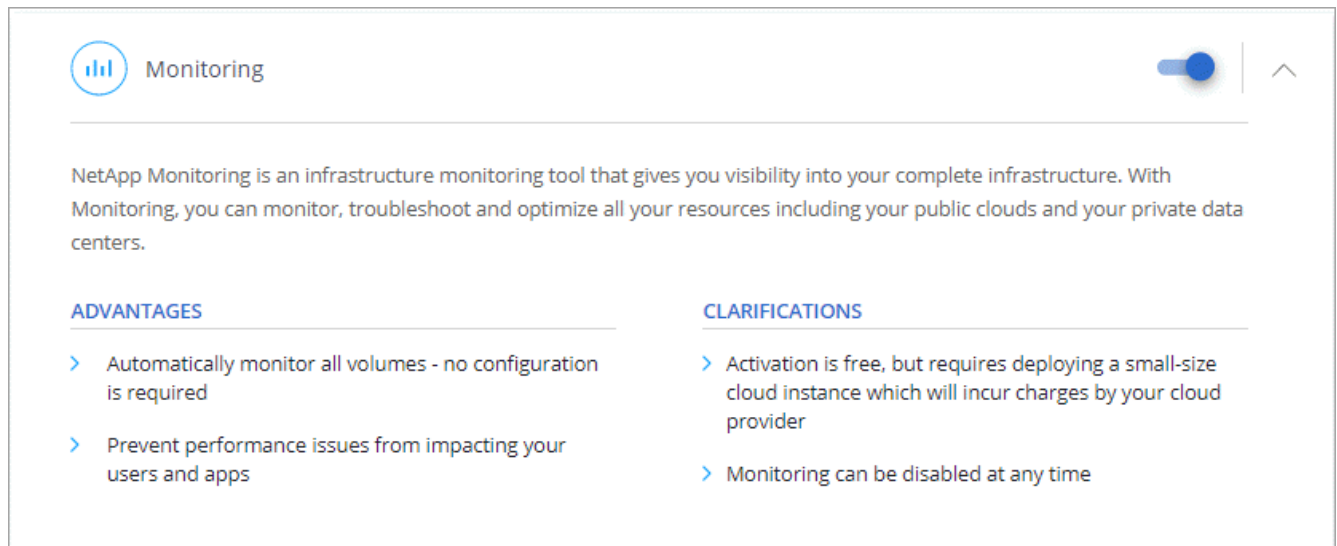 Monitoring
NetApp Monitoring is an infrastructure monitoring tool that gives you visibility into your complete infrastructure. With
Monitoring, you can monitor, troubleshoot and optimize all your resources including your public clouds and your private data
centers.
ADVANTAGES
Automatically monitor all volumes - no configuration
is required
Prevent performance issues from impacting your
users and apps
CLARIFICATIONS
Activation is free, but requires deploying a small-size
cloud instance which will incur charges by your cloud
provider
Monitoring can be disabled at any time